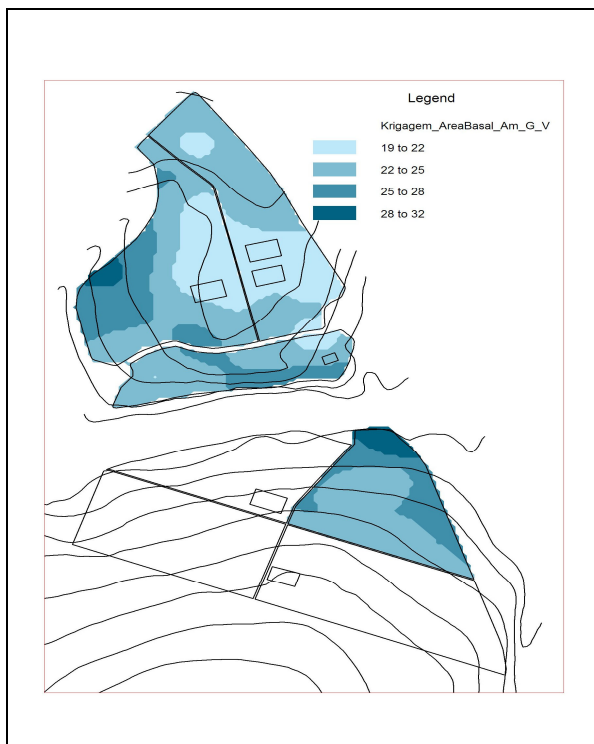 Legend
Krigagem_AreaBasal_Am_G_V
19 to 22
22 to 25
25 to 28
28 to 32